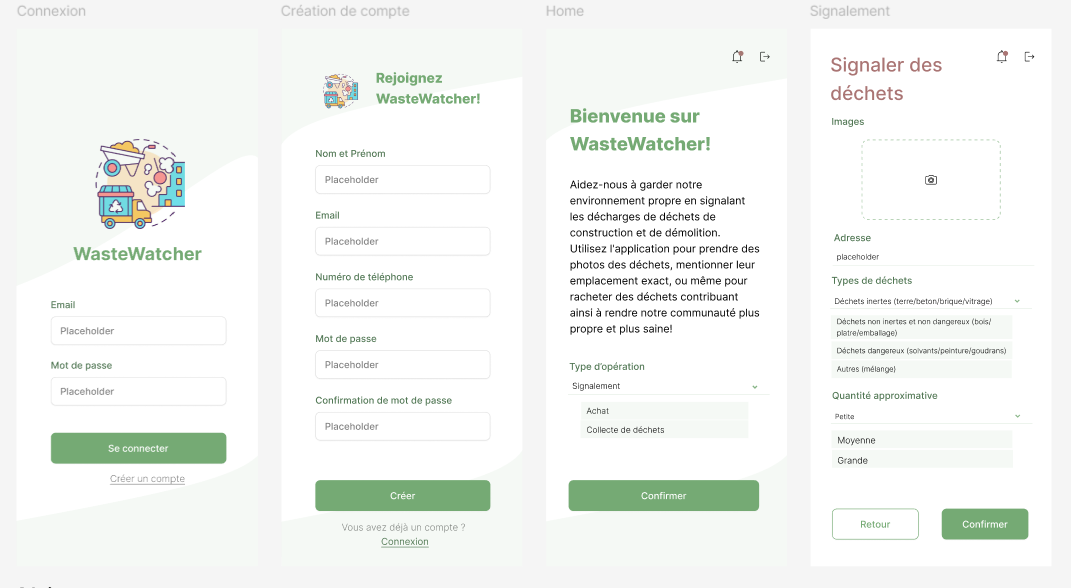 Connexion
WasteWatcher
Email
Placeholder
Mot de passe
Placeholder
Se connecter
Créer un compte
Création de compte
Rejoignez
WasteWatcher!
Nom et Prénom
Placeholder
Email
Placeholder
Numéro de téléphone
Placeholder
Mot de passe
Placeholder
Confirmation de mot de passe
Placeholder
Créer
Vous avez déjà un compte ?
Connexion
Home
Bienvenue sur
WasteWatcher!
Aidez-nous à garder notre
environnement propre en signalant
les décharges de déchets de
construction et de démolition.
Utilisez l'application pour prendre des
photos des déchets, mentionner leur
emplacement exact, ou même pour
racheter des déchets contribuant
ainsi à rendre notre communauté plus
propre et plus saine!
Type d'opération
Signalement
Achat
Collecte de déchets
Confirmer
Signalement
Signaler des
déchets
Images
Adresse
placeholder
Types de déchets
Déchets inertes (terre/beton/brique/vitrage)
Déchets non inertes et non dangereux (bois/
platre/emballage)
Déchets dangereux (solvants/peinture/goudrans)
Autres (mélange)
Quantité approximative
Petite
Moyenne
Grande
Retour
Confirmer